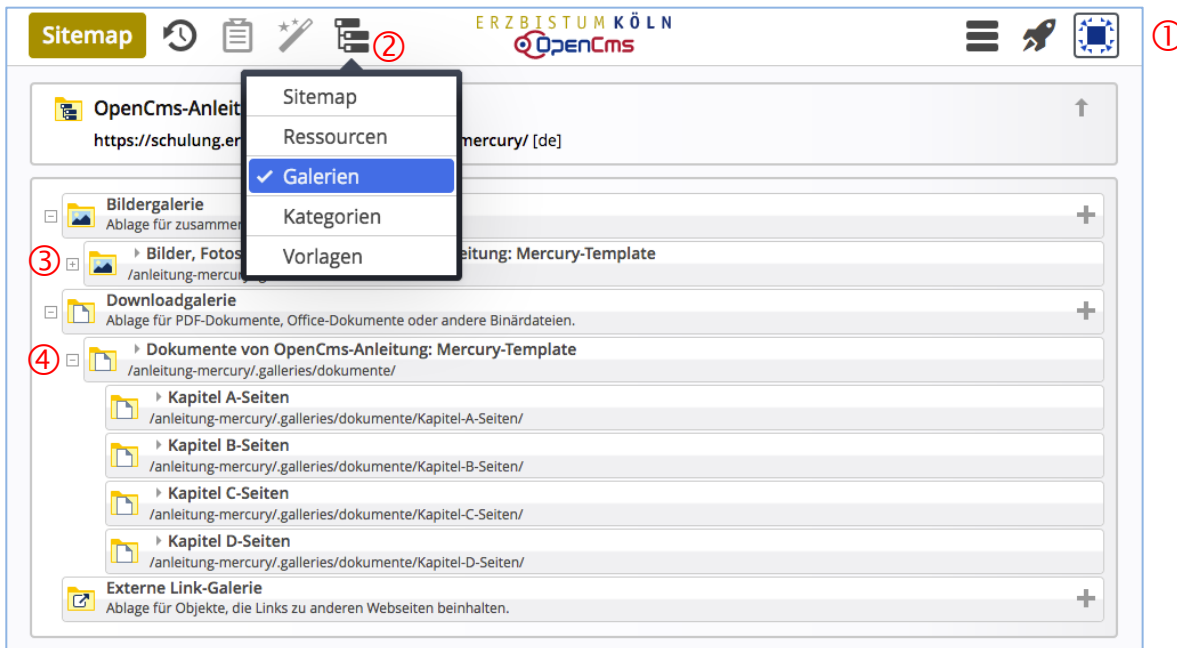 Sitemap
②
ERZBISTUM KÖLN
OpenCms
①
Sitemap
Ressourcen
Galerien
Kategorien
Vorlagen
OpenCms-Anleit
https://schulung.er mercury/ [de]
Bildergalerie
Ablage für zusammen
③
Bilder, Fotos eitung: Mercury-Template
/anleitung-mercu
Downloadgalerie
Ablage für PDF-Dokumente, Office-Dokumente oder andere Binärdateien.
④
Dokumente von OpenCms-Anleitung: Mercury-Template
/anleitung-mercury/.galleries/dokumente/
Kapitel A-Seiten
/anleitung-mercury/.galleries/dokumente/Kapitel-A-Seiten/
Kapitel B-Seiten
/anleitung-mercury/.galleries/dokumente/Kapitel-B-Seiten/
Kapitel C-Seiten
/anleitung-mercury/.galleries/dokumente/Kapitel-C-Seiten/
Kapitel D-Seiten
/anleitung-mercury/.galleries/dokumente/Kapitel-D-Seiten/
Externe Link-Galerie
Ablage für Objekte, die Links zu anderen Webseiten beinhalten.